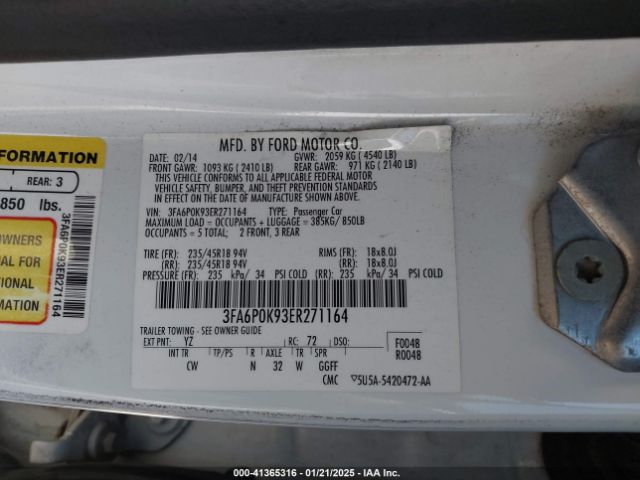 FORMATION
REAR: 3
850 lbs.
OWNERS
UAL FOR
TIONAL
RMATION
3FA6P0K93ER271164
MFD. BY FORD MOTOR CO.
DATE: 02/14 GVWR: 2059 KG ( 4540 LB)
FRONT GAWR: 1093 KG ( 2410 LB) REAR GAWR: 971 KG ( 2140 LB)
THIS VEHICLE CONFORMS TO ALL APPLICABLE FEDERAL MOTOR
VEHICLE SAFETY, BUMPER, AND THEFT PREVENTION STANDARDS
IN EFFECT ON THE DATE OF MANUFACTURE SHOWN ABOVE.
VIN: 3FA6P0K93ER271164 TYPE: Passenger Car
MAXIMUM LOAD = OCCUPANTS + LUGGAGE = 385KG/ 850LB
OCCUPANTS = 5 TOTAL: 2 FRONT, 3 REAR
TIRE (FR): 235/45R18 94V RIMS (FR): 18x8.0J
(RR): 235/45R18 94V (RR): 18x8.0J
PRESSURE (FR): 235 kPa/ 34 PSI COLD (RR): 235 kPa/ 34 PSI COLD
3FA6P0K93ER271164
TRAILER TOWING - SEE OWNER GUIDE
EXT PNT: YZ RC: 72 DSO: F0048
R0048
INT TR TP/PS R AXLE TR SPR
CW N 32 W GGFF
CMC ▽5U5A-5420472-AA
000-41365316 • 01/21/2025 • IAA Inc.